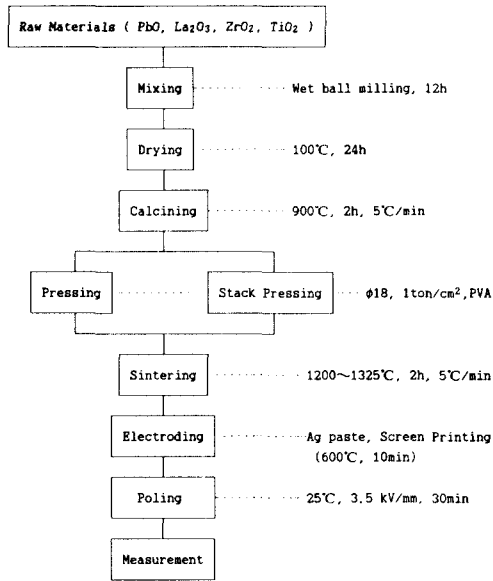 Raw Materials ( PbO, La₂O₃, ZrO₂, TiO₂ )
Mixing ········ Wet ball milling, 12h
Drying ········ 100℃, 24h
Calcining ········ 900℃, 2h, 5℃/min
Pressing ········ Stack Pressing ···· φ18, 1ton/cm²,PVA
Sintering ········ 1200~1325℃, 2h, 5℃/min
Electroding ········ Ag paste, Screen Printing
(600℃, 10min)
Poling ········ 25℃, 3.5 kV/mm, 30min
Measurement